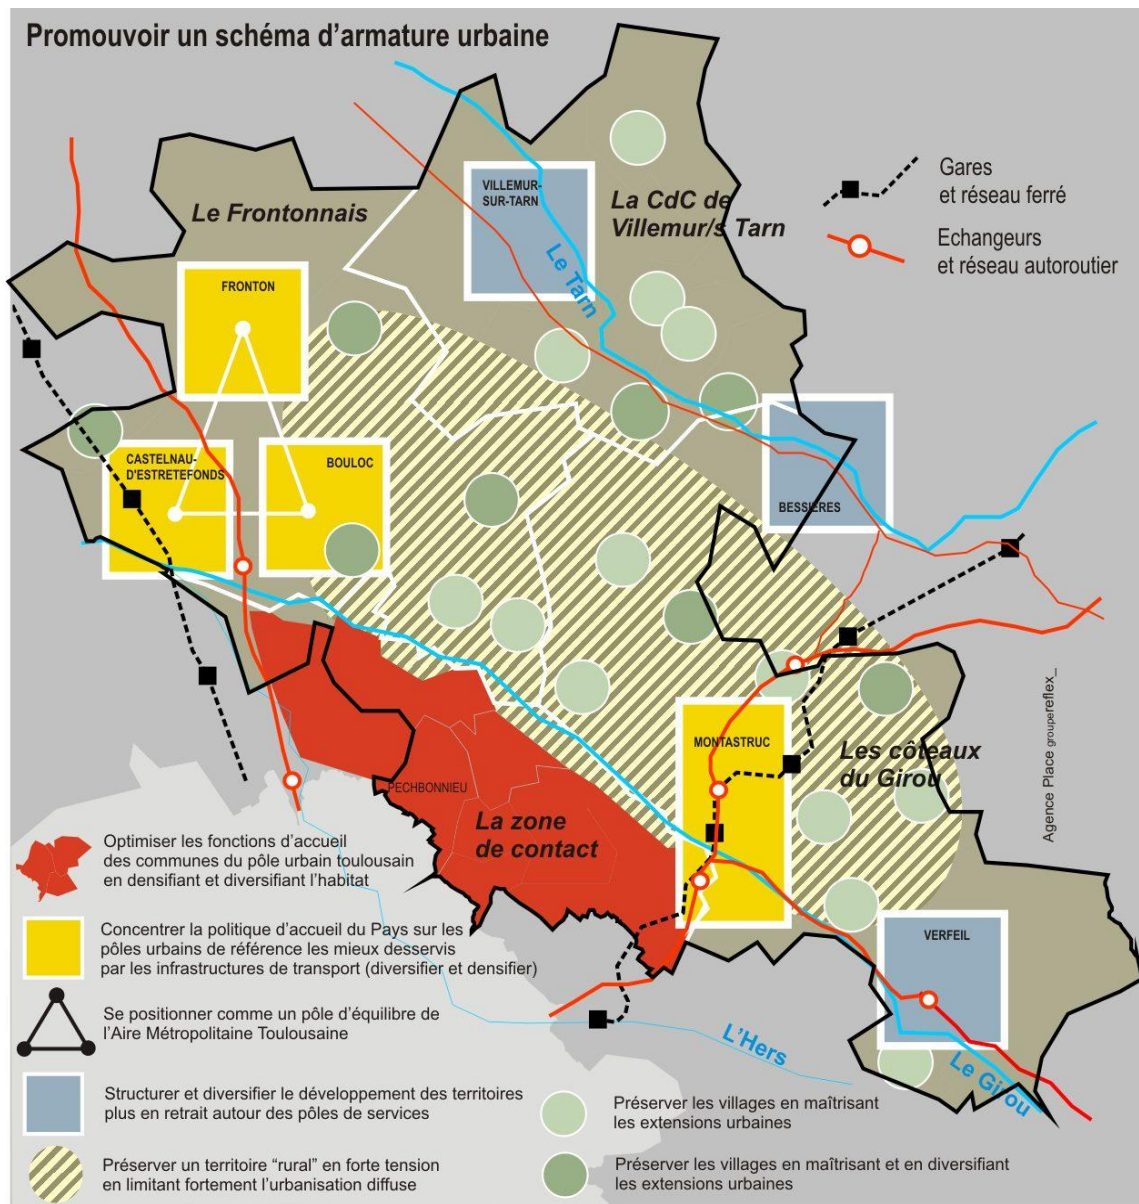 Promouvoir un schéma d'armature urbaine
Le Frontonnais
VILLEMUR-
SUR-TARN
La CdC de
Villemur/s Tarn
Le Tarn
Gares
et réseau ferré
Echangeurs
et réseau autoroutier
FRONTON
CASTELNAU-
D'ESTRETEFONDS
BOULOC
BESSIERES
MONTASTRUC
Les côteaux
du Girou
PECHBONNIEU
La zone
de contact
VERFEIL
L'Hers
Le Girou
Agence Place groupereflex_
Optimiser les fonctions d'accueil
des communes du pôle urbain toulousain
en densifiant et diversifiant l'habitat
Concentrer la politique d'accueil du Pays sur les
pôles urbains de référence les mieux desservis
par les infrastructures de transport (diversifier et densifier)
Se positionner comme un pôle d'équilibre de
l'Aire Métropolitaine Toulousaine
Structurer et diversifier le développement des territoires
plus en retrait autour des pôles de services
Préserver un territoire "rural" en forte tension
en limitant fortement l'urbanisation diffuse
Préserver les villages en maîtrisant
les extensions urbaines
Préserver les villages en maîtrisant et en diversifiant
les extensions urbaines